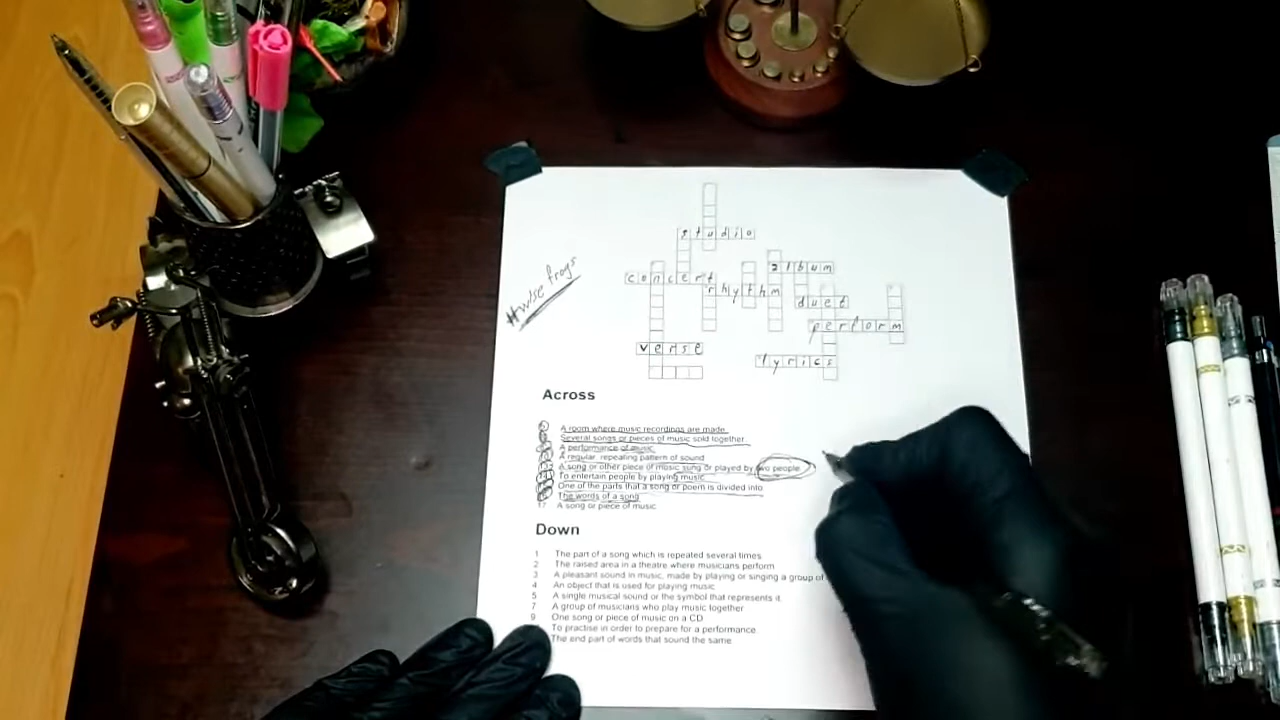 studio
album
concert
rhythm
duet
perform
verse
lyrics
#wise frogs
Across
A room where music recordings are made
Several songs or pieces of music sold together
A performance of music
A regular, repeating pattern of sound
A song or other piece of music sung or played by two people
To entertain people by playing music
One of the parts that a song or poem is divided into
The words of a song
17 A song or piece of music
Down
1 The part of a song which is repeated several times
2 The raised area in a theatre where musicians perform
3 A pleasant sound in music, made by playing or singing a group of
4 An object that is used for playing music
5 A single musical sound or the symbol that represents it
7 A group of musicians who play music together
9 One song or piece of music on a CD
To practise in order to prepare for a performance
The end part of words that sound the same